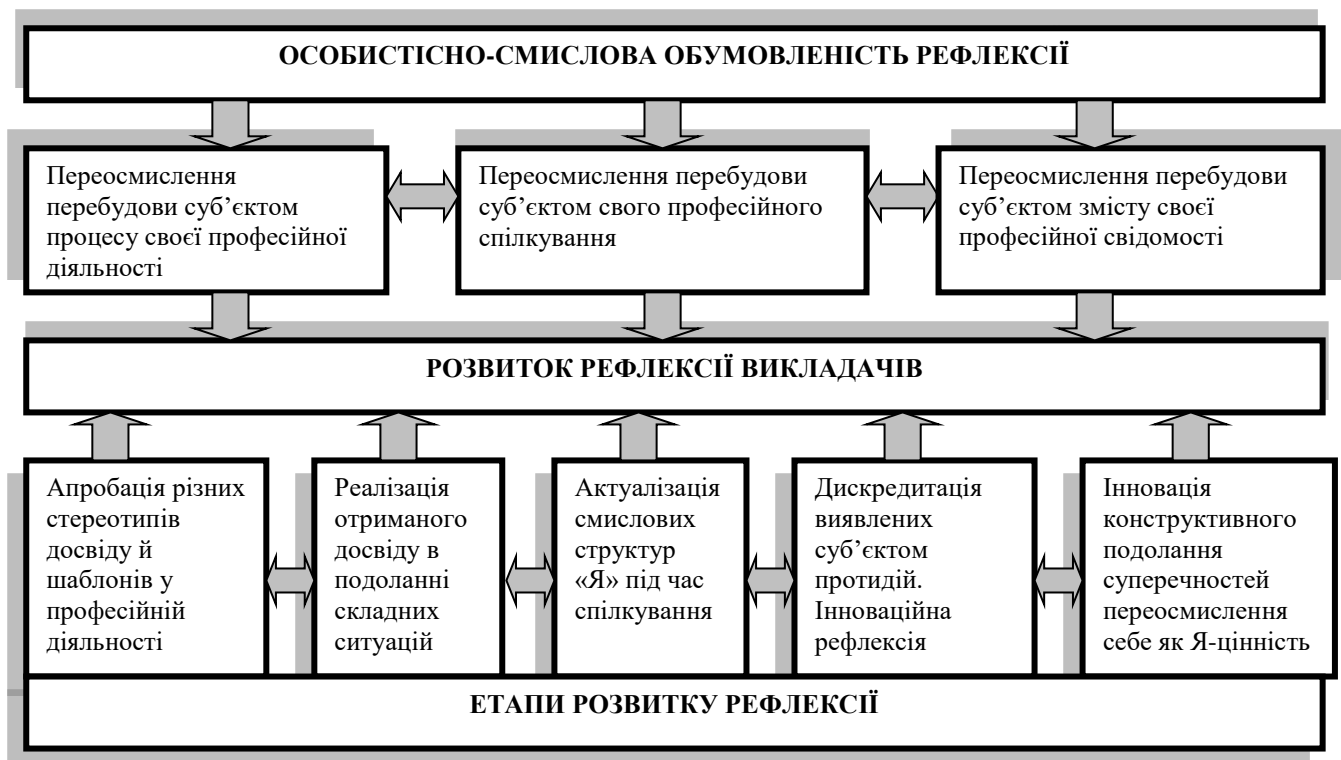 ОСОБИСТІСНО-СМИСЛОВА ОБУМОВЛЕНІСТЬ РЕФЛЕКСІЇ
Переосмислення
перебудови суб’єктом
процесу своєї професійної
діяльності
Переосмислення перебудови
суб’єктом свого професійного
спілкування
Переосмислення перебудови
суб’єктом змісту своєї
професійної свідомості
РОЗВИТОК РЕФЛЕКСІЇ ВИКЛАДАЧІВ
Апробація різних
стереотипів
досвіду й
шаблонів у
професійній
діяльності
Реалізація
отриманого
досвіду в
подоланні
складних
ситуацій
Актуалізація
смислових
структур
«Я» під час
спілкування
Дискредитація
виявлених
суб’єктом
протидій.
Інноваційна
рефлексія
Інновація
конструктивного
подолання
суперечностей
переосмислення
себе як Я-цінність
ЕТАПИ РОЗВИТКУ РЕФЛЕКСІЇ